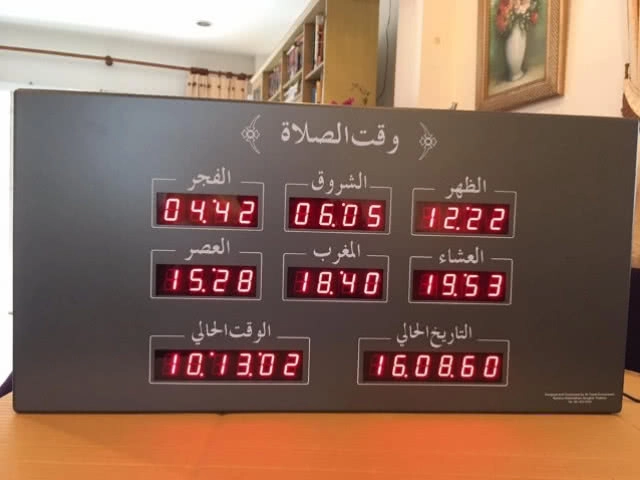 وقت الصلاة
الفجر الشروق الظهر
04.42 06.05 12.22
العصر المغرب العشاء
15.28 18.40 19.53
الوقت الحالي التاريخ الحالي
10.13.02 16.08.60